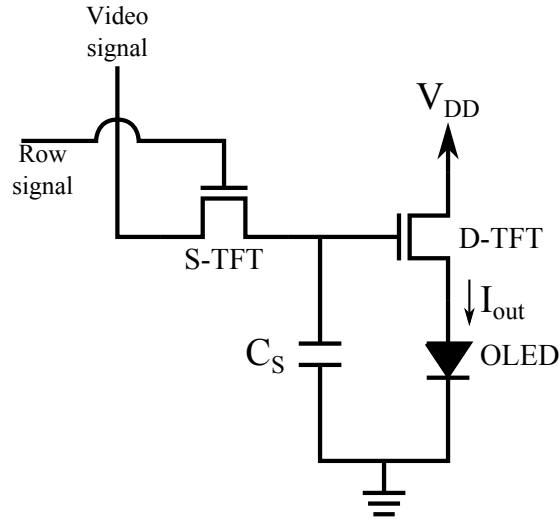 Video
signal
V_DD
Row
signal
S-TFT
D-TFT
I_out
C_S
OLED